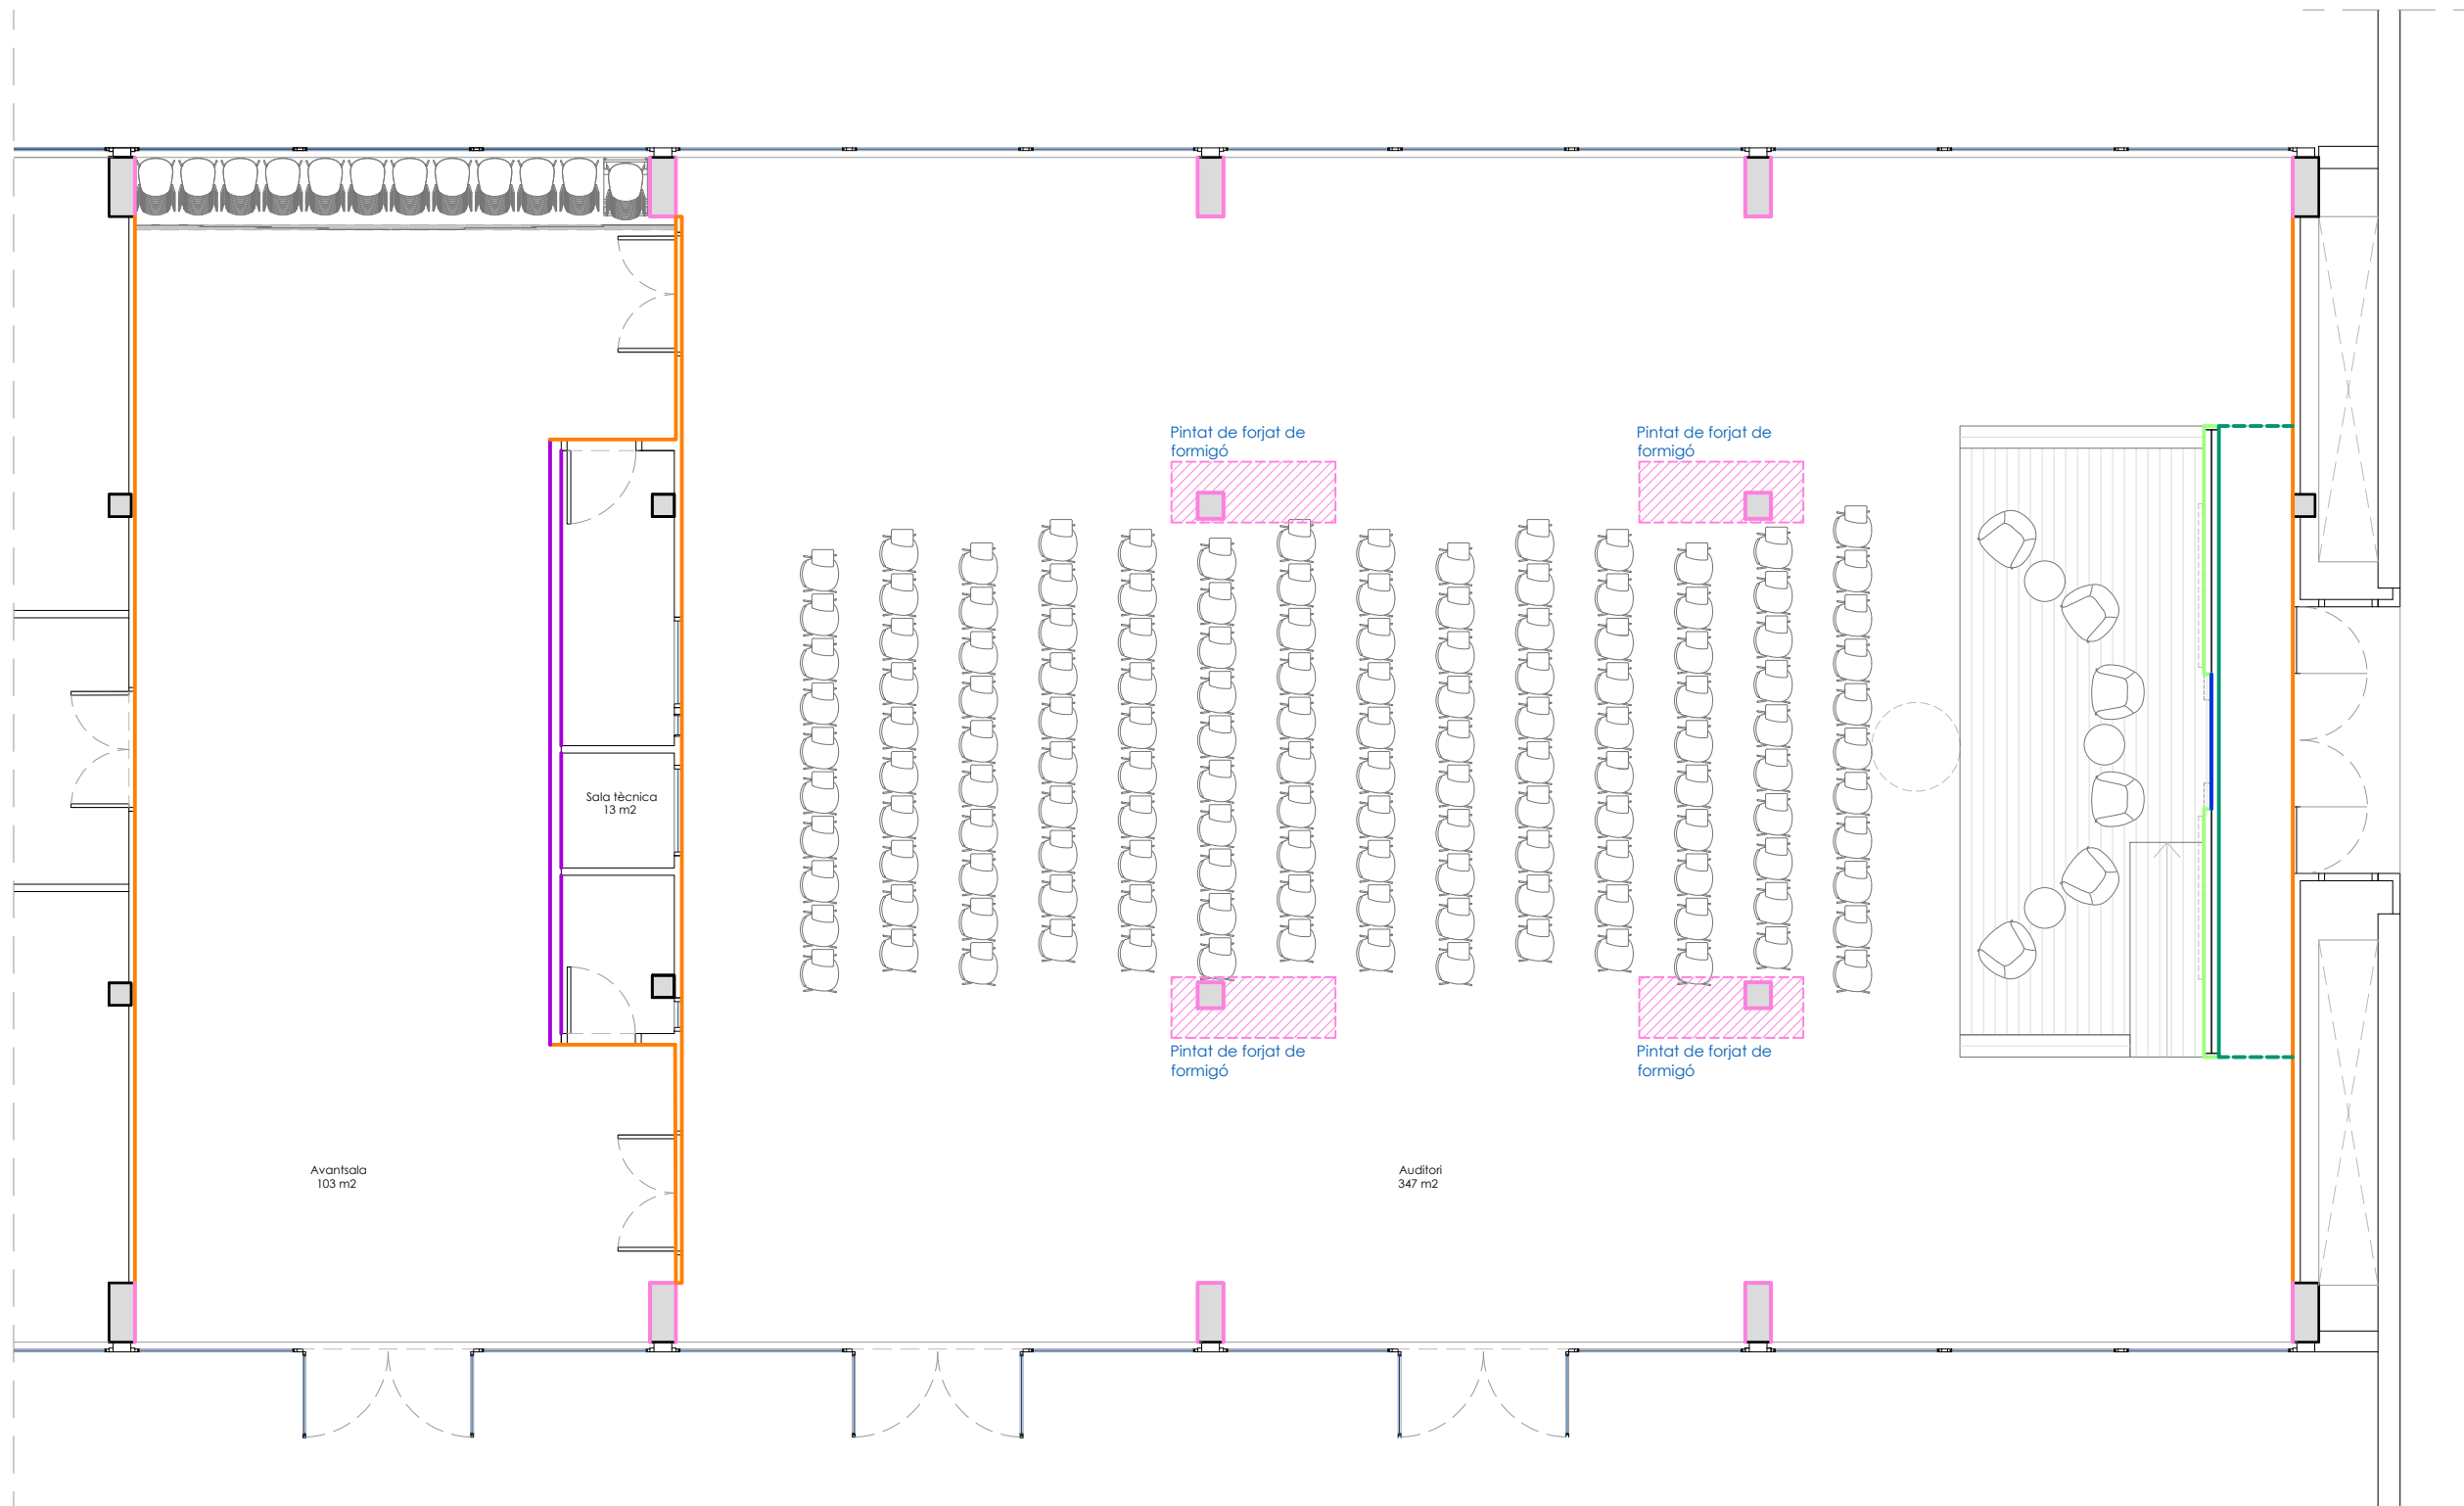 Pintat de forjat de
formigó
Pintat de forjat de
formigó
Sala tècnica
13 m2
Pintat de forjat de
formigó
Pintat de forjat de
formigó
Avantsala
103 m2
Auditori
347 m2